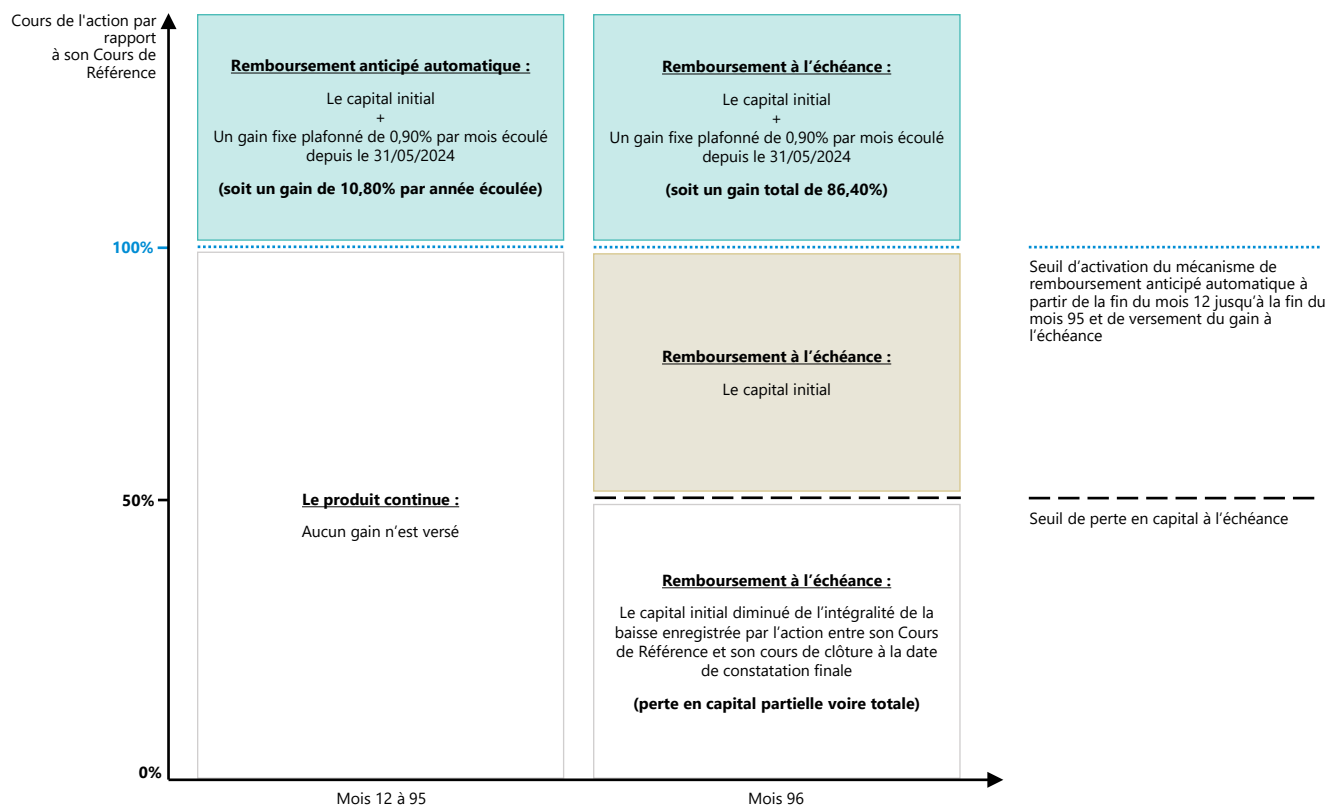 Cours de l'action par
rapport
à son Cours de
Référence
Remboursement anticipé automatique :
Le capital initial
+
Un gain fixe plafonné de 0,90% par mois écoulé
depuis le 31/05/2024
(soit un gain de 10,80% par année écoulée)
Remboursement à l’échéance :
Le capital initial
+
Un gain fixe plafonné de 0,90% par mois écoulé
depuis le 31/05/2024
(soit un gain total de 86,40%)
100%
Seuil d’activation du mécanisme de
remboursement anticipé automatique à
partir de la fin du mois 12 jusqu’à la fin du
mois 95 et de versement du gain à
l’échéance
Remboursement à l’échéance :
Le capital initial
50%
Le produit continue :
Aucun gain n’est versé
Seuil de perte en capital à l’échéance
Remboursement à l’échéance :
Le capital initial diminué de l’intégralité de la
baisse enregistrée par l’action entre son Cours
de Référence et son cours de clôture à la date
de constatation finale
(perte en capital partielle voire totale)
0%
Mois 12 à 95
Mois 96